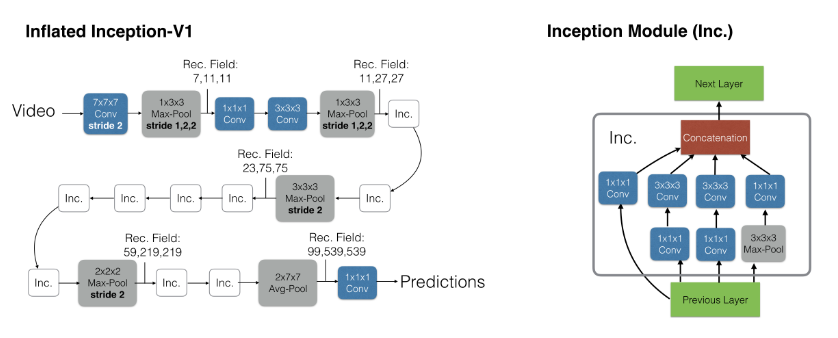 Inflated Inception-V1
Rec. Field:
7,11,11
Rec. Field:
11,27,27
Video
7x7x7
Conv
stride 2
1x3x3
Max-Pool
stride 1,2,2
1x1x1
Conv
3x3x3
Conv
1x3x3
Max-Pool
stride 1,2,2
Inc.
Rec. Field:
23,75,75
Inc.
Inc.
Inc.
Inc.
3x3x3
Max-Pool
stride 2
Inc.
Rec. Field:
59,219,219
Rec. Field:
99,539,539
Inc.
2x2x2
Max-Pool
stride 2
Inc.
Inc.
2x7x7
Avg-Pool
1x1x1
Conv
Predictions
Inception Module (Inc.)
Next Layer
Inc.
Concatenation
1x1x1
Conv
3x3x3
Conv
3x3x3
Conv
1x1x1
Conv
1x1x1
Conv
1x1x1
Conv
3x3x3
Max-Pool
Previous Layer